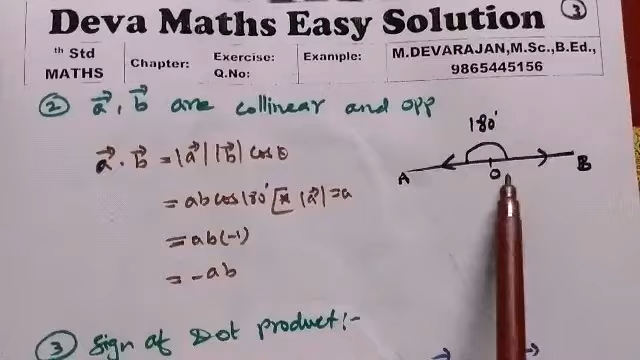 Deva Maths Easy Solution ③
th Std
MATHS
Chapter:
Exercise:
Q.No:
Example:
M.DEVARAJAN,M.Sc.,B.Ed.,
9865445156
② a⃗, b⃗ are collinear and opp
180°
A O B
a⃗ . b⃗ = |a⃗| |b⃗| cos θ
= ab cos 180° [∵ |a⃗| = a
= ab(-1)
= -ab
③ Sign of Dot product:-